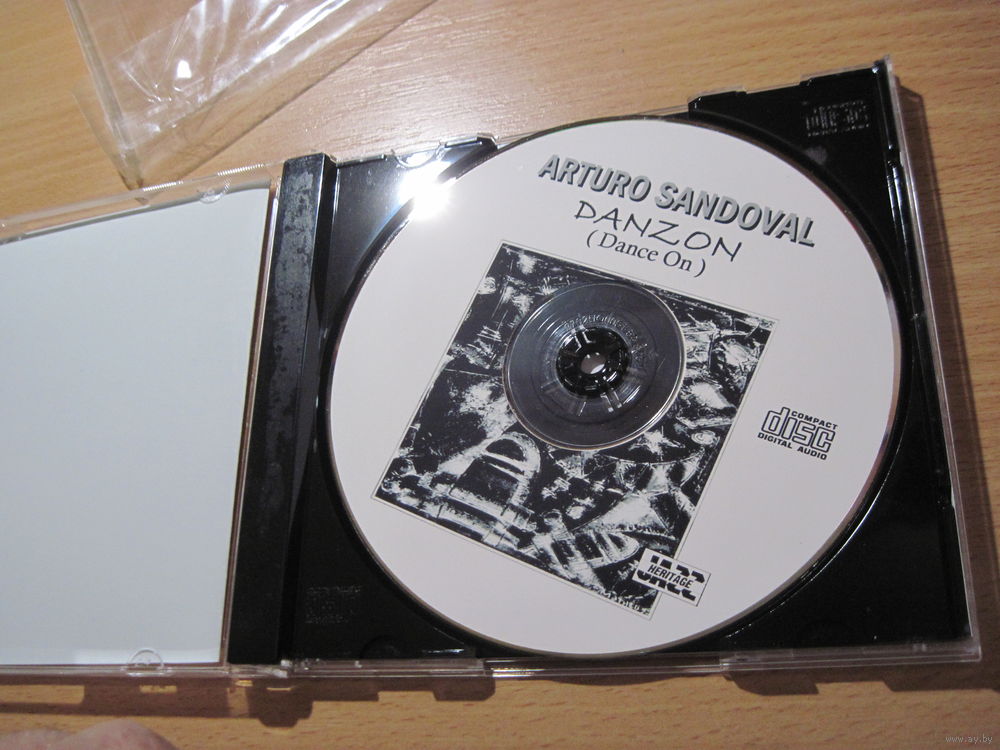 ARTURO SANDOVAL
DANZON
( Dance On )
COMPACT
disc
DIGITAL AUDIO
JAZZ
HERITAGE
www.ay.by